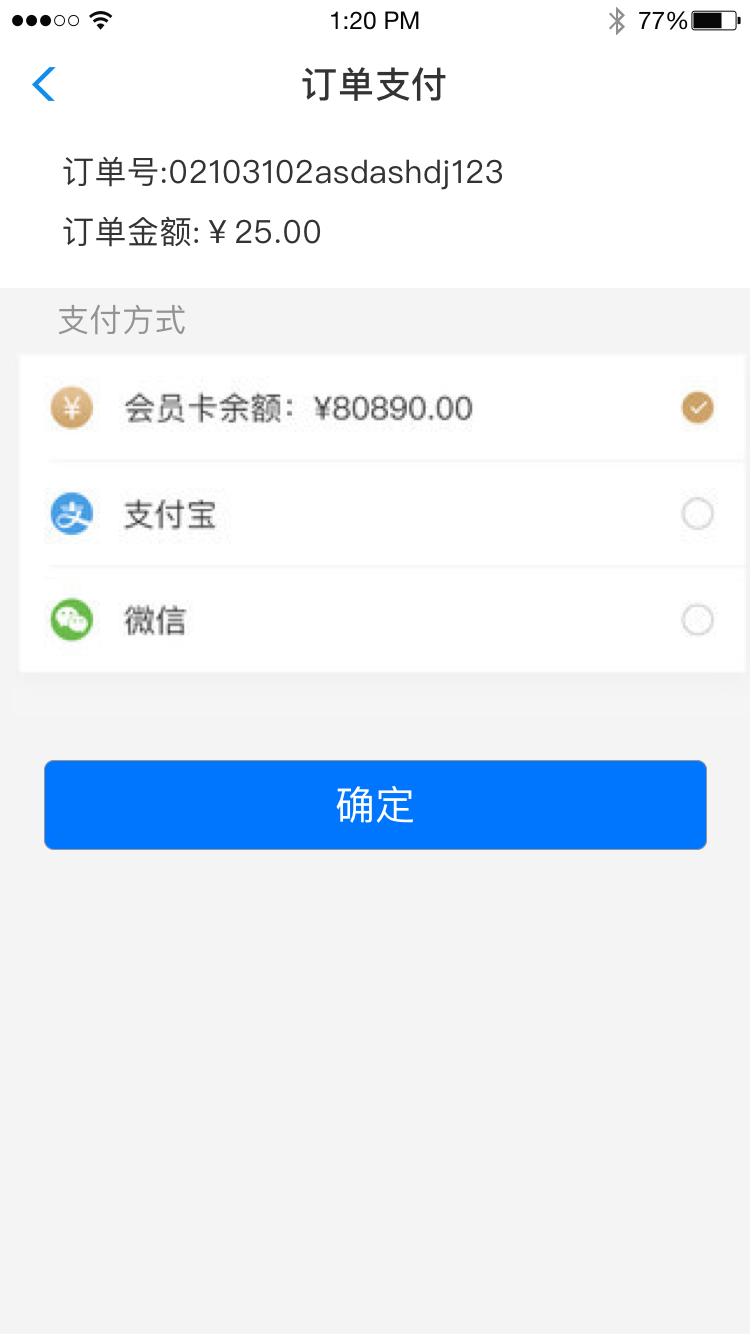 1:20 PM 77%
订单支付
订单号:02103102asdashdj123
订单金额:￥25.00
支付方式
会员卡余额：¥80890.00
支付宝
微信
确定